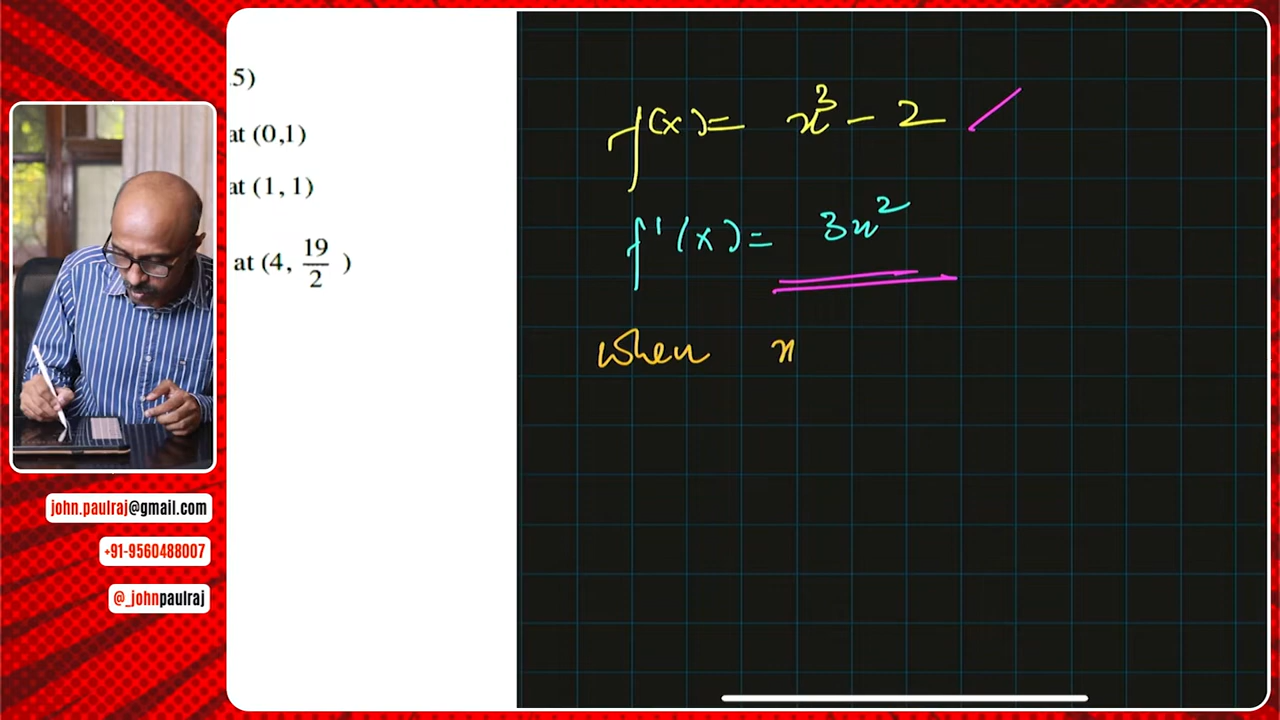 .5)
at (0,1)
at (1, 1)
at (4, 19/2 )
f(x) = x³ - 2
f'(x) = 3x²
when x
john.paulraj@gmail.com
+91-9560488007
@_johnpaulraj